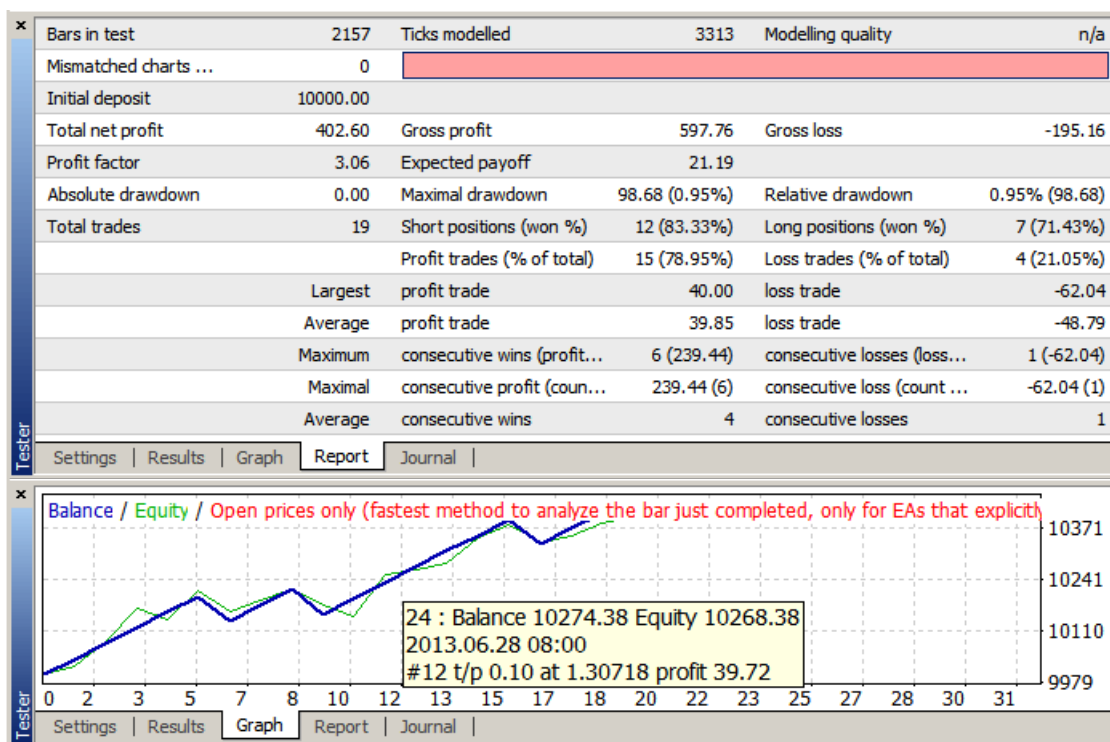 Bars in test 2157 Ticks modelled 3313 Modelling quality n/a
Mismatched charts ... 0
Initial deposit 10000.00
Total net profit 402.60 Gross profit 597.76 Gross loss -195.16
Profit factor 3.06 Expected payoff 21.19
Absolute drawdown 0.00 Maximal drawdown 98.68 (0.95%) Relative drawdown 0.95% (98.68)
Total trades 19 Short positions (won %) 12 (83.33%) Long positions (won %) 7 (71.43%)
Profit trades (% of total) 15 (78.95%) Loss trades (% of total) 4 (21.05%)
Largest profit trade 40.00 loss trade -62.04
Average profit trade 39.85 loss trade -48.79
Maximum consecutive wins (profit... 6 (239.44) consecutive losses (loss... 1 (-62.04)
Maximal consecutive profit (coun... 239.44 (6) consecutive loss (count ... -62.04 (1)
Average consecutive wins 4 consecutive losses 1
Tester
Settings | Results | Graph | Report | Journal |
Balance / Equity / Open prices only (fastest method to analyze the bar just completed, only for EAs that explicitly
10371
10241
10110
9979
24 : Balance 10274.38 Equity 10268.38
2013.06.28 08:00
#12 t/p 0.10 at 1.30718 profit 39.72
0 2 3 5 7 8 10 12 13 15 17 18 20 22 23 25 27 28 30 31
Tester
Settings | Results | Graph | Report | Journal |